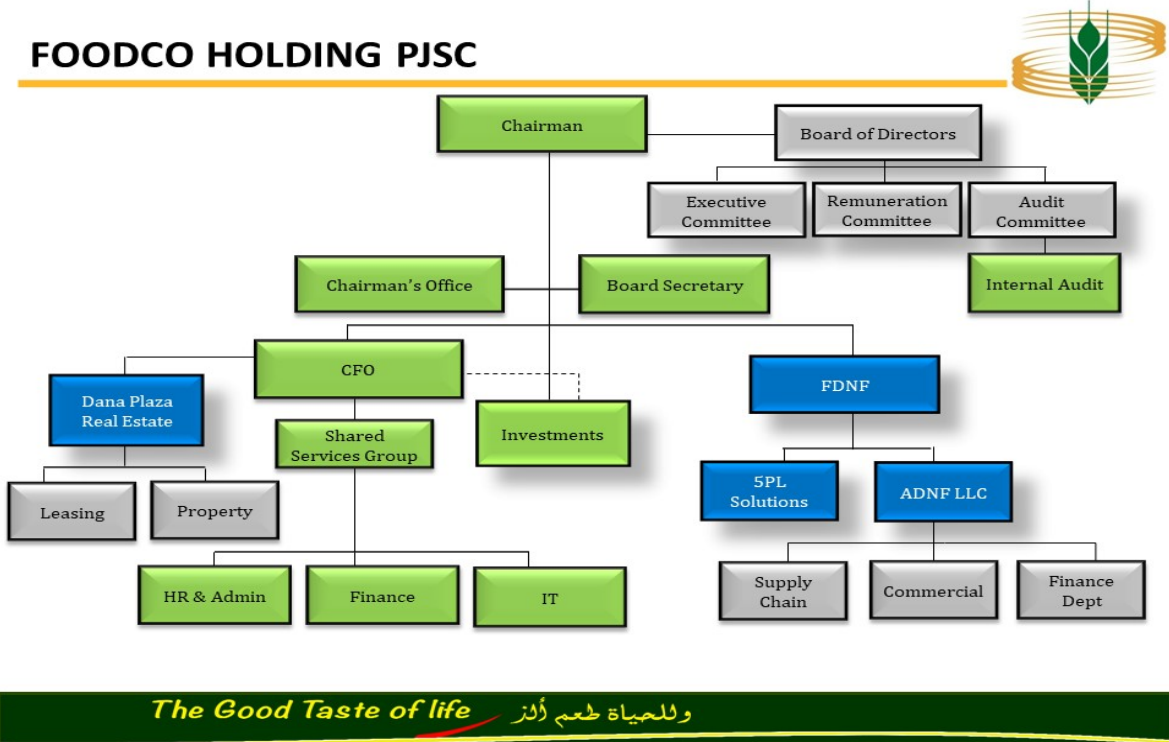 FOODCO HOLDING PJSC
Chairman
Board of Directors
Executive
Committee
Remuneration
Committee
Audit
Committee
Chairman's Office
Board Secretary
Internal Audit
CFO
FDNF
Dana Plaza
Real Estate
Shared
Services Group
Investments
5PL
Solutions
ADNF LLC
Leasing
Property
HR & Admin
Finance
IT
Supply
Chain
Commercial
Finance
Dept
The Good Taste of life
وللحياة طعم ألذ